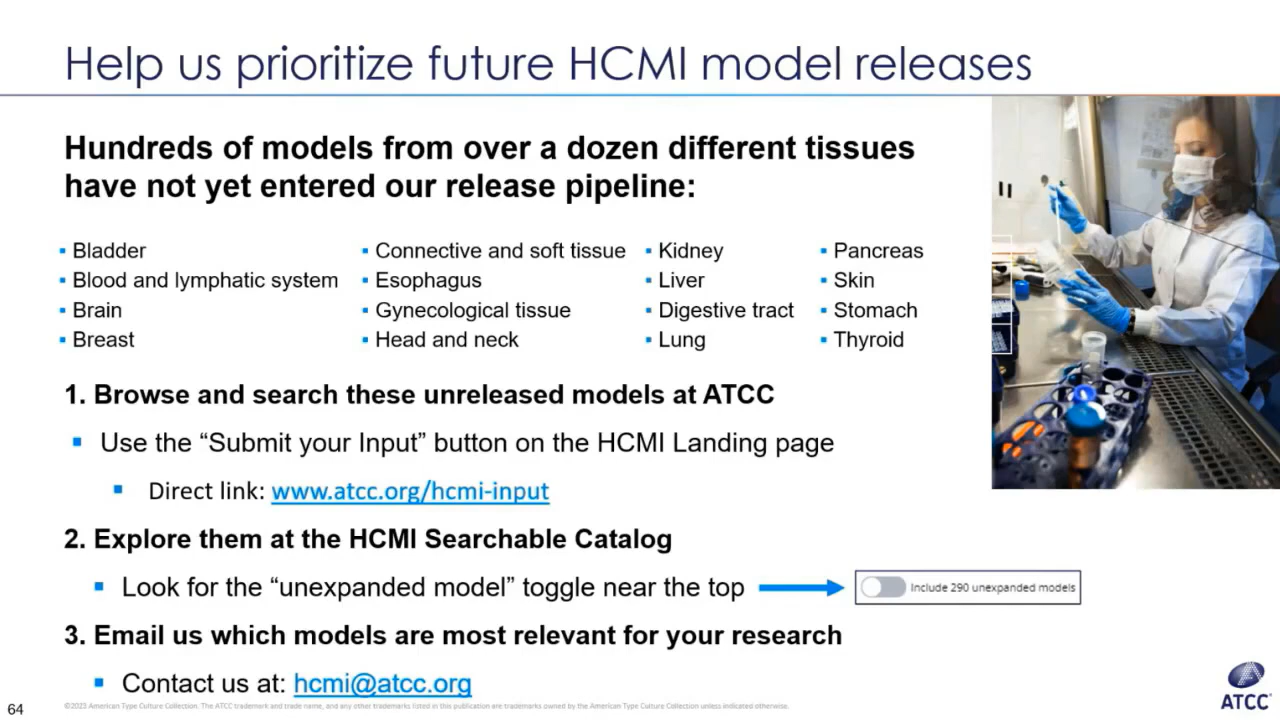 Help us prioritize future HCMI model releases
Hundreds of models from over a dozen different tissues
have not yet entered our release pipeline:
▪ Bladder
▪ Blood and lymphatic system
▪ Brain
▪ Breast
▪ Connective and soft tissue
▪ Esophagus
▪ Gynecological tissue
▪ Head and neck
▪ Kidney
▪ Liver
▪ Digestive tract
▪ Lung
▪ Pancreas
▪ Skin
▪ Stomach
▪ Thyroid
1. Browse and search these unreleased models at ATCC
▪ Use the “Submit your Input” button on the HCMI Landing page
▪ Direct link: www.atcc.org/hcmi-input
2. Explore them at the HCMI Searchable Catalog
▪ Look for the “unexpanded model” toggle near the top
Include 290 unexpanded models
3. Email us which models are most relevant for your research
▪ Contact us at: hcmi@atcc.org
64
©2023 American Type Culture Collection. The ATCC trademark and trade name, and any other trademarks listed in this publication are trademarks owned by the American Type Culture Collection unless indicated otherwise.
ATCC